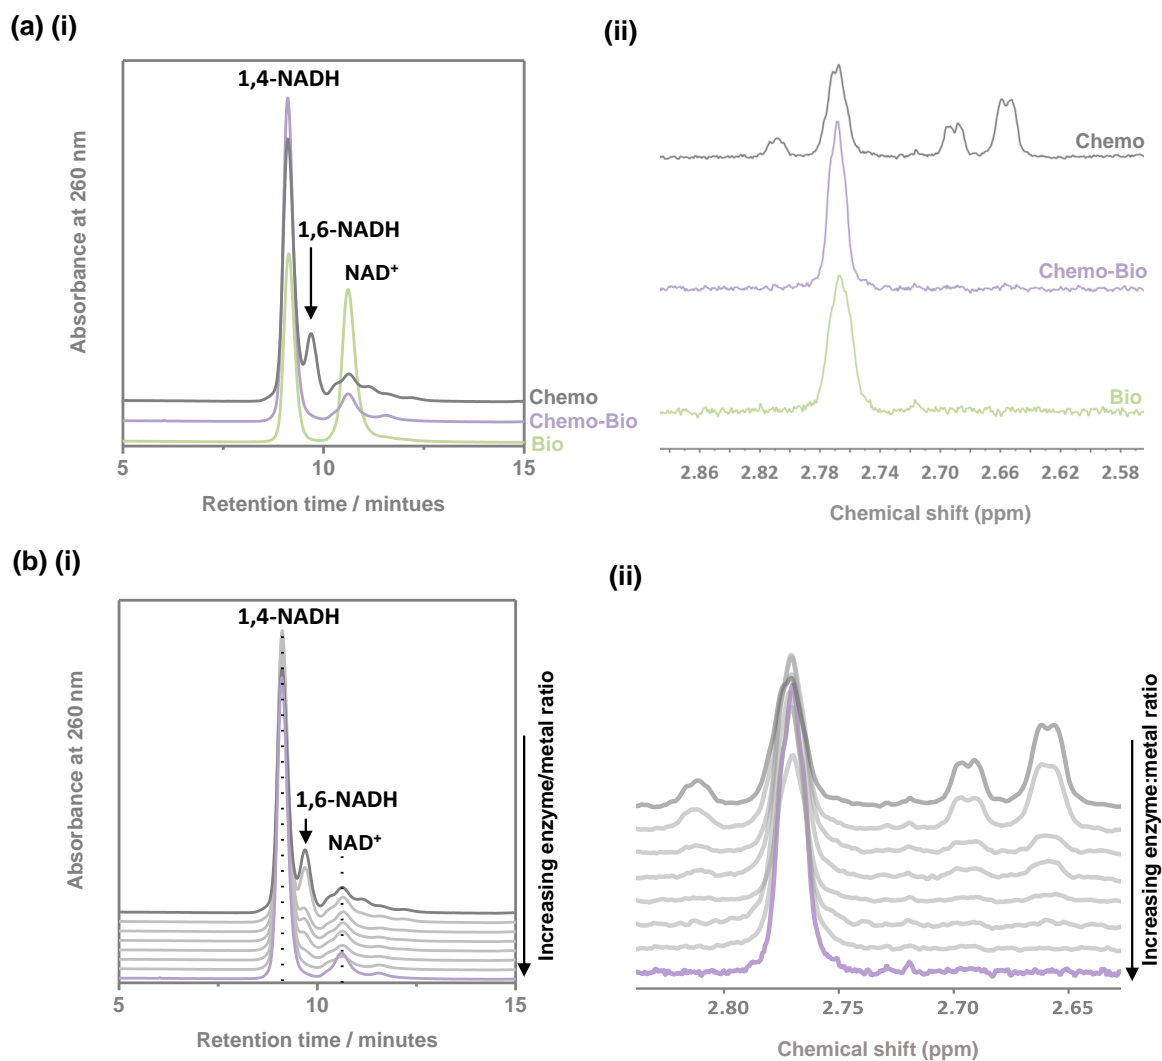 (a) (i)
1,4-NADH
1,6-NADH
NAD+
Chemo
Chemo-Bio
Bio
Absorbance at 260 nm
5 10 15
Retention time / mintues
(ii)
Chemo
Chemo-Bio
Bio
2.86 2.82 2.78 2.74 2.70 2.66 2.62 2.58
Chemical shift (ppm)
(b) (i)
1,4-NADH
1,6-NADH
NAD+
Absorbance at 260 nm
Increasing enzyme/metal ratio
5 10 15
Retention time / minutes
(ii)
Increasing enzyme:metal ratio
2.80 2.75 2.70 2.65
Chemical shift (ppm)